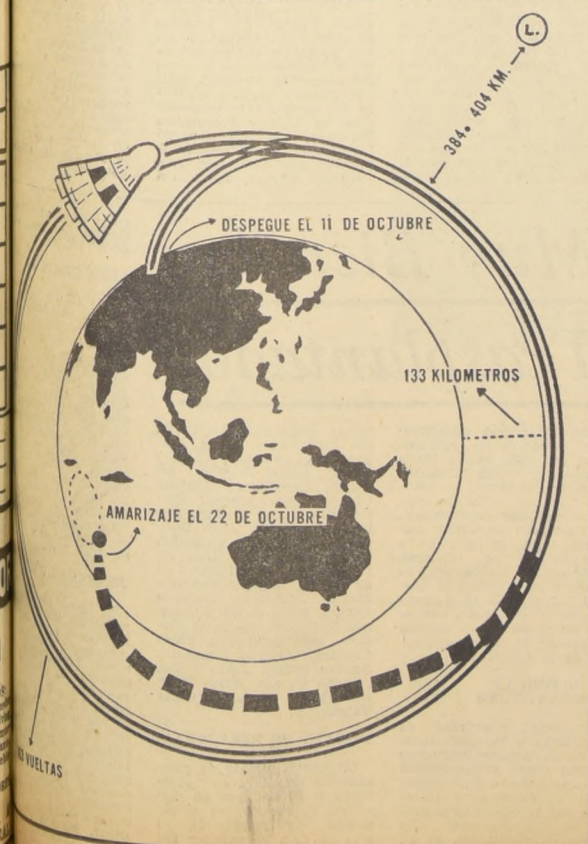 L.
384. 404 KM.
DESPEGUE EL 11 DE OCTUBRE
133 KILOMETROS
AMARIZAJE EL 22 DE OCTUBRE
VUELTAS